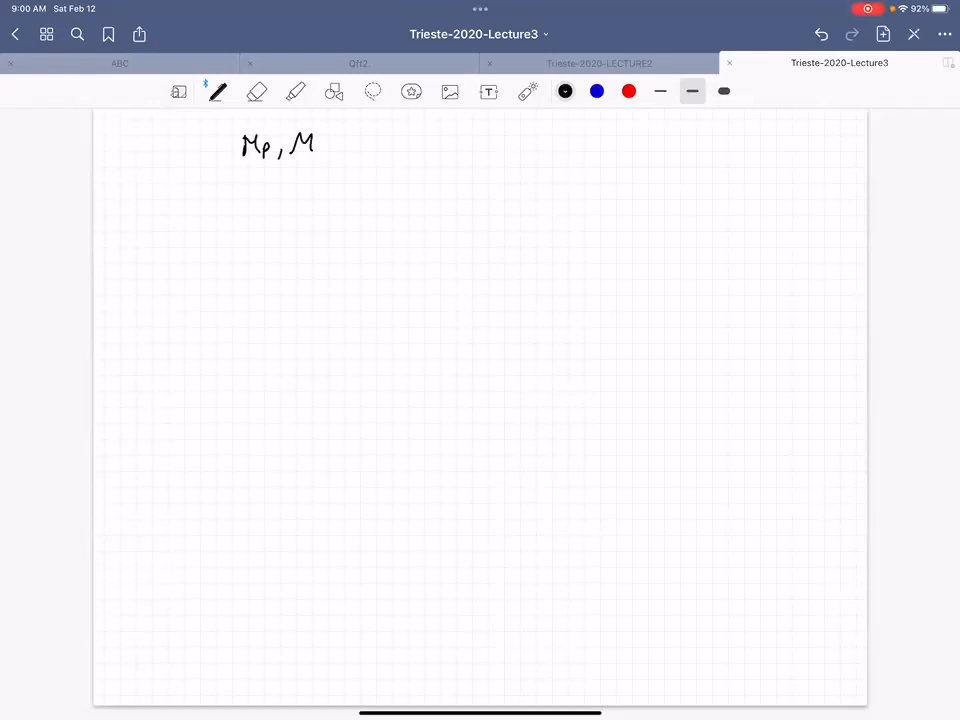 9:00 AM Sat Feb 12
92%
Trieste-2020-Lecture3
ABC
Qft2.
Trieste-2020-LECTURE2
Trieste-2020-Lecture3
Mp, M